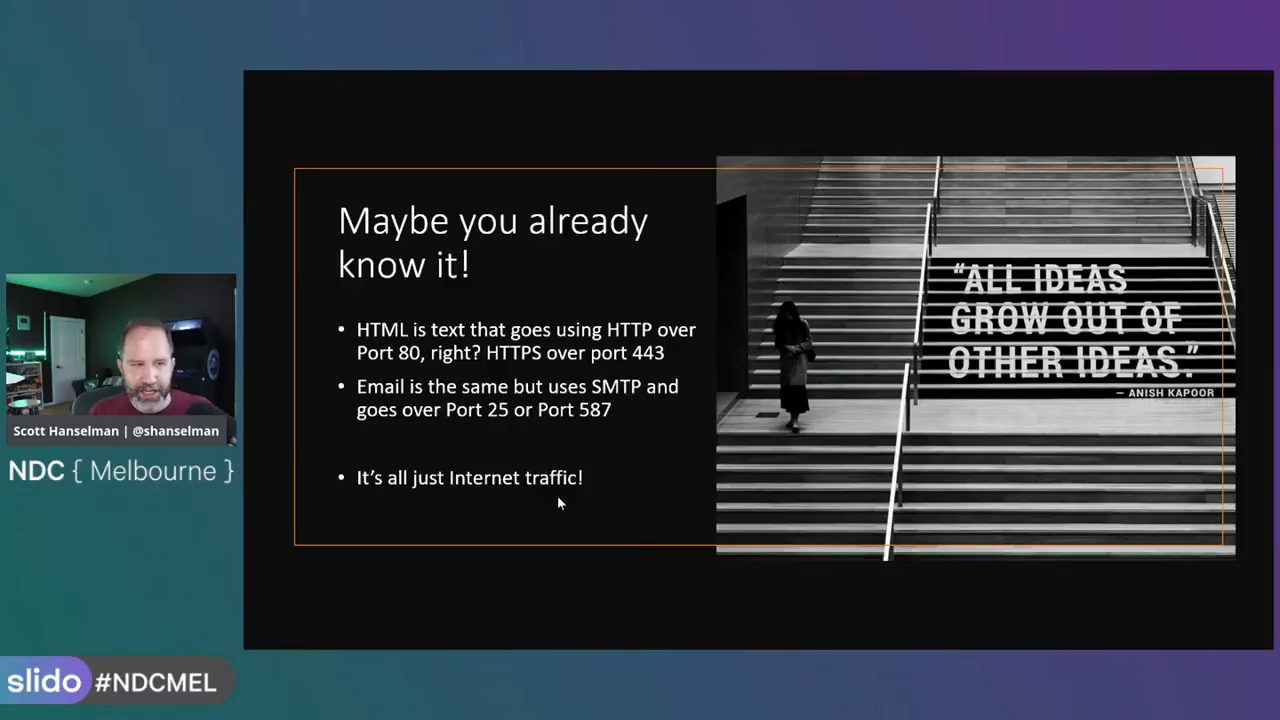 Maybe you already
know it!
• HTML is text that goes using HTTP over
Port 80, right? HTTPS over port 443
• Email is the same but uses SMTP and
goes over Port 25 or Port 587
• It's all just Internet traffic!
“ALL IDEAS
GROW OUT OF
OTHER IDEAS.”
– ANISH KAPOOR
Scott Hanselman | @shanselman
NDC { Melbourne }
slido #NDCMEL